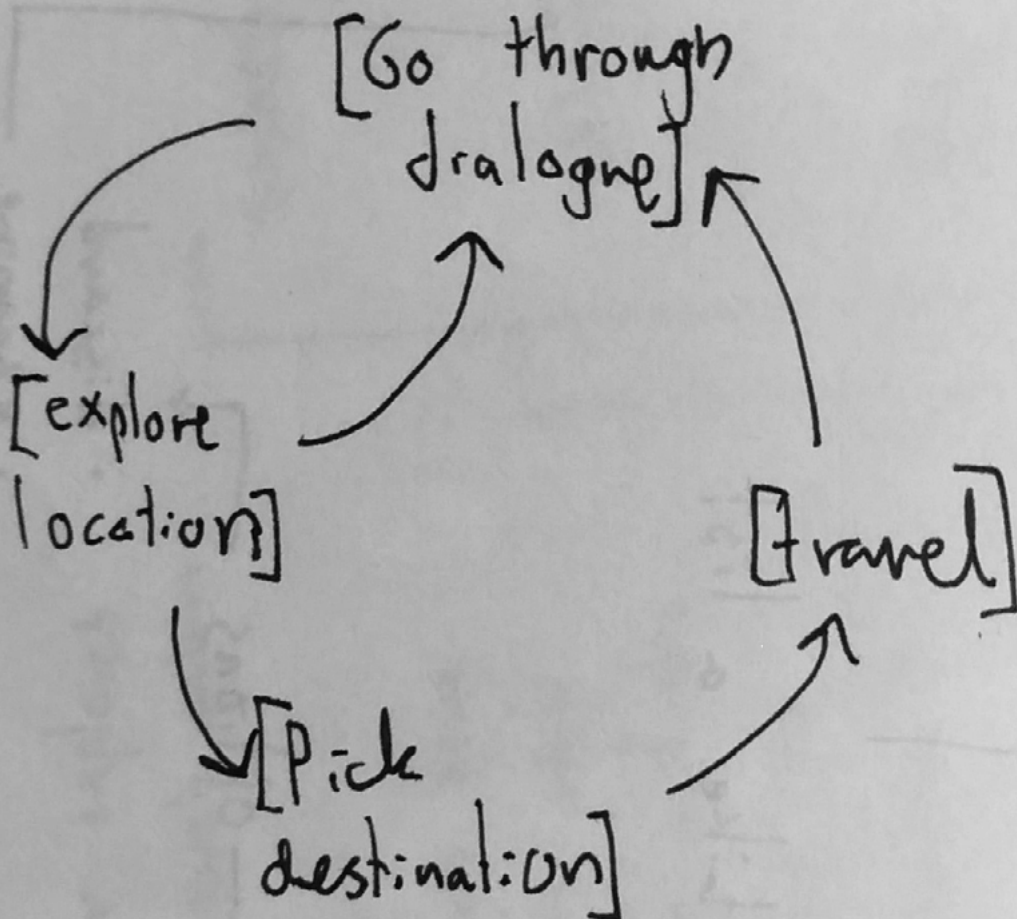 [Go through
dialogue]
[explore
location]
[travel]
[Pick
destination]